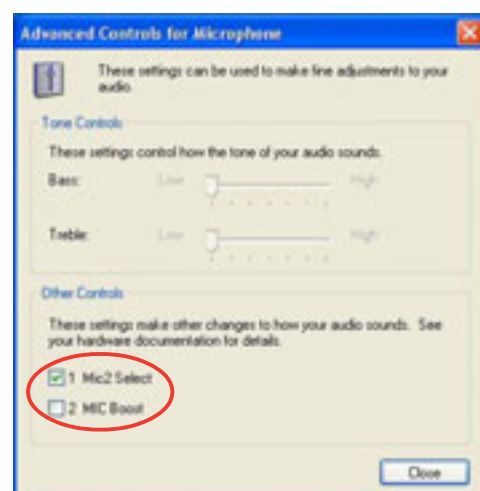 Advanced Controls for Microphone
These settings can be used to make fine adjustments to your
audio.
Tone Controls
These settings control how the tone of your audio sounds.
Bass: Low High
Treble: Low High
Other Controls
These settings make other changes to how your audio sounds. See
your hardware documentation for details.
1 Mic2 Select
2 MIC Boost
Close